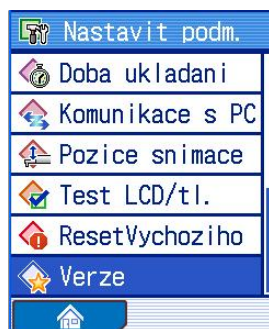 Nastavit podm.
Doba ukladani
Komunikace s PC
Pozice snimace
Test LCD/tl.
ResetVychoziho
Verze